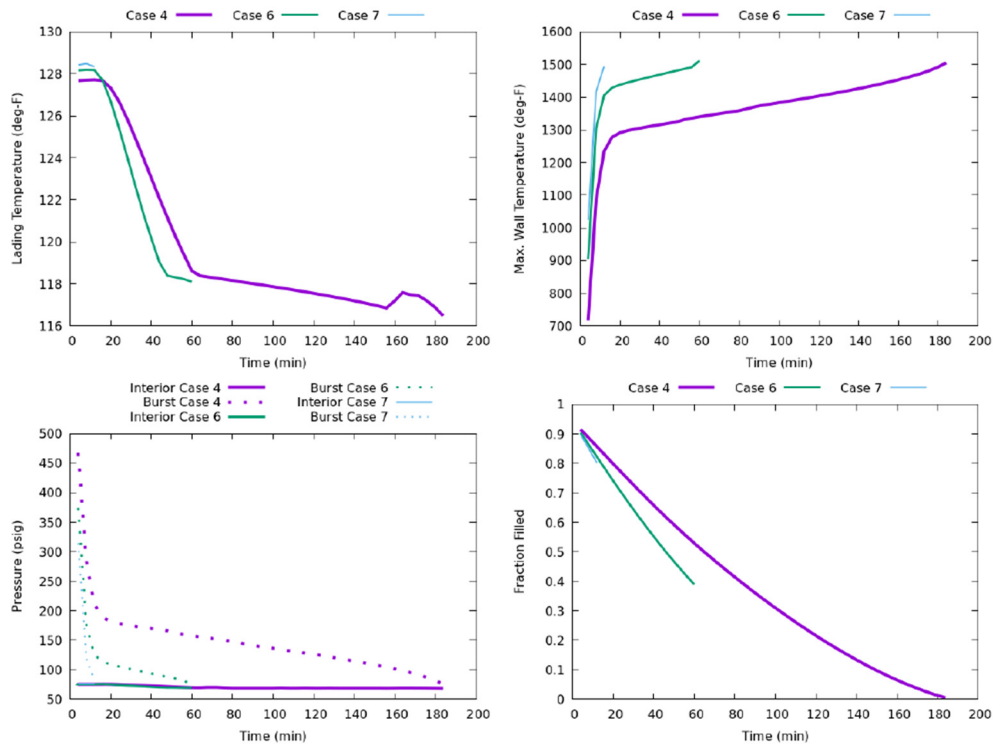 Case 4 Case 6 Case 7
130
128
126
124
122
120
118
116
Lading Temperature (deg-F)
0 20 40 60 80 100 120 140 160 180 200
Time (min)
Case 4 Case 6 Case 7
1600
1500
1400
1300
1200
1100
1000
900
800
700
Max. Wall Temperature (deg-F)
0 20 40 60 80 100 120 140 160 180 200
Time (min)
Interior Case 4 Burst Case 6
Burst Case 4 Interior Case 7
Interior Case 6 Burst Case 7
500
450
400
350
300
250
200
150
100
50
Pressure (psig)
0 20 40 60 80 100 120 140 160 180 200
Time (min)
Case 4 Case 6 Case 7
1
0.9
0.8
0.7
0.6
0.5
0.4
0.3
0.2
0.1
0
Fraction Filled
0 20 40 60 80 100 120 140 160 180 200
Time (min)